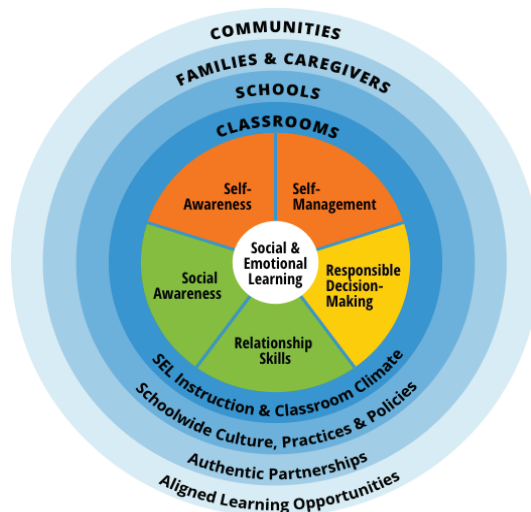 COMMUNITIES
FAMILIES & CAREGIVERS
SCHOOLS
CLASSROOMS
Self-
Awareness
Self-
Management
Social &
Emotional
Learning
Social
Awareness
Responsible
Decision-
Making
Relationship
Skills
SEL Instruction & Classroom Climate
Schoolwide Culture, Practices & Policies
Authentic Partnerships
Aligned Learning Opportunities